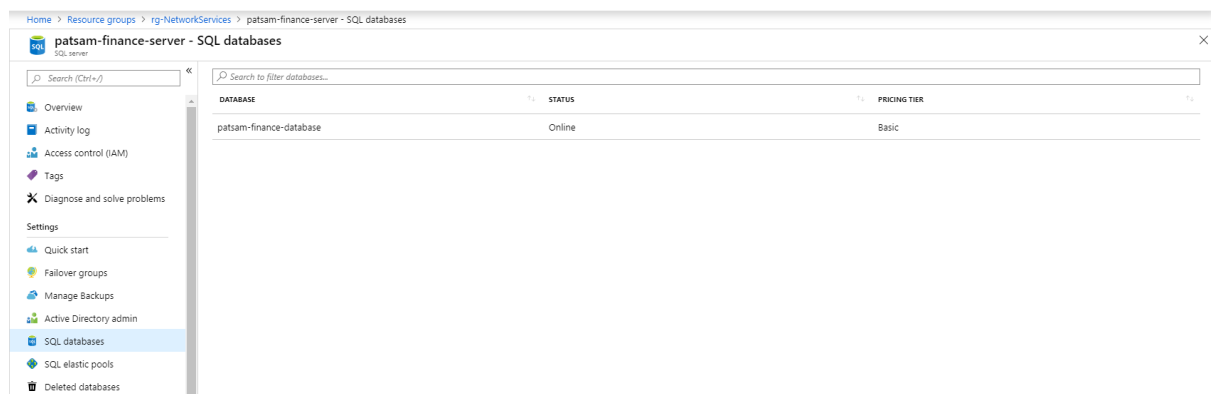 Home > Resource groups > rg-NetworkServices > patsam-finance-server - SQL databases
SQL
patsam-finance-server - SQL databases
SQL server
Search (Ctrl+/)
Overview
Activity log
Access control (IAM)
Tags
Diagnose and solve problems
Settings
Quick start
Failover groups
Manage Backups
Active Directory admin
SQL databases
SQL elastic pools
Deleted databases
Search to filter databases...
DATABASE STATUS PRICING TIER
patsam-finance-database Online Basic